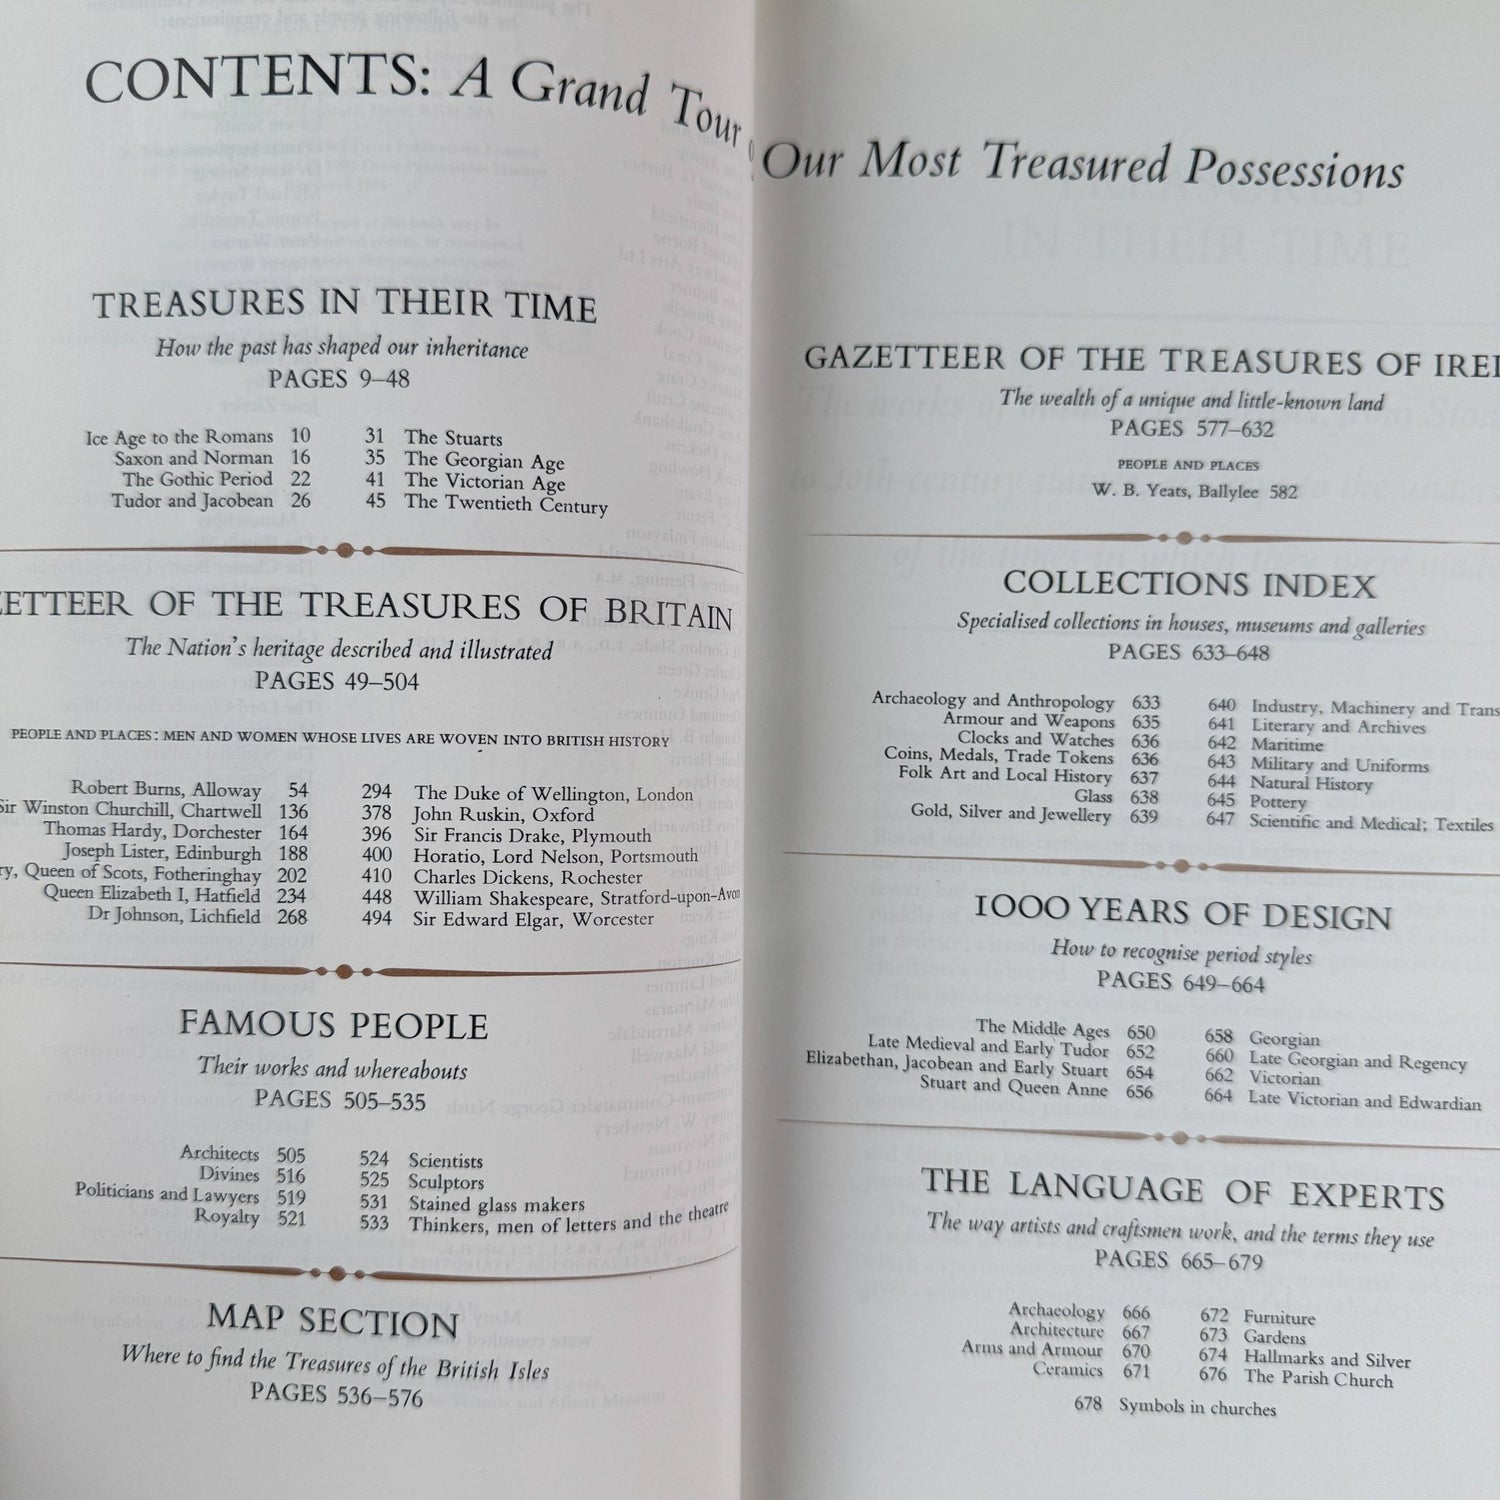 CONTENTS: A Grand Tour
Our Most Treasured Possessions
TREASURES IN THEIR TIME
How the past has shaped our inheritance
PAGES 9–48
Ice Age to the Romans 10 31 The Stuarts
Saxon and Norman 16 35 The Georgian Age
The Gothic Period 22 41 The Victorian Age
Tudor and Jacobean 26 45 The Twentieth Century
ETTEER OF THE TREASURES OF BRITAIN
The Nation's heritage described and illustrated
PAGES 49–504
PEOPLE AND PLACES: MEN AND WOMEN WHOSE LIVES ARE WOVEN INTO BRITISH HISTORY
Robert Burns, Alloway 54 294 The Duke of Wellington, London
Sir Winston Churchill, Chartwell 136 378 John Ruskin, Oxford
Thomas Hardy, Dorchester 164 396 Sir Francis Drake, Plymouth
Joseph Lister, Edinburgh 188 400 Horatio, Lord Nelson, Portsmouth
ry, Queen of Scots, Fotheringhay 202 410 Charles Dickens, Rochester
Queen Elizabeth I, Hatfield 234 448 William Shakespeare, Stratford-upon-Avon
Dr Johnson, Lichfield 268 494 Sir Edward Elgar, Worcester
FAMOUS PEOPLE
Their works and whereabouts
PAGES 505–535
Architects 505 524 Scientists
Divines 516 525 Sculptors
Politicians and Lawyers 519 531 Stained glass makers
Royalty 521 533 Thinkers, men of letters and the theatre
MAP SECTION
Where to find the Treasures of the British Isles
PAGES 536–576
GAZETTEER OF THE TREASURES OF IREL
The wealth of a unique and little-known land
PAGES 577–632
PEOPLE AND PLACES
W. B. Yeats, Ballylee 582
COLLECTIONS INDEX
Specialised collections in houses, museums and galleries
PAGES 633–648
Archaeology and Anthropology 633 640 Industry, Machinery and Trans
Armour and Weapons 635 641 Literary and Archives
Clocks and Watches 636 642 Maritime
Coins, Medals, Trade Tokens 636 643 Military and Uniforms
Folk Art and Local History 637 644 Natural History
Glass 638 645 Pottery
Gold, Silver and Jewellery 639 647 Scientific and Medical; Textiles
1000 YEARS OF DESIGN
How to recognise period styles
PAGES 649–664
The Middle Ages 650 658 Georgian
Late Medieval and Early Tudor 652 660 Late Georgian and Regency
Elizabethan, Jacobean and Early Stuart 654 662 Victorian
Stuart and Queen Anne 656 664 Late Victorian and Edwardian
THE LANGUAGE OF EXPERTS
The way artists and craftsmen work, and the terms they use
PAGES 665–679
Archaeology 666 672 Furniture
Architecture 667 673 Gardens
Arms and Armour 670 674 Hallmarks and Silver
Ceramics 671 676 The Parish Church
678 Symbols in churches